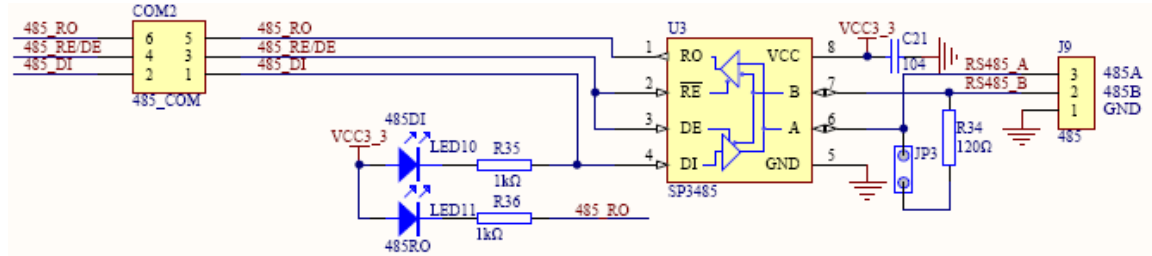 COM2
485_RO
485_RE/DE
485_DI
6 5
4 3
2 1
485_RO
485_RE/DE
485_DI
485_COM
U3
1 RO
2 RE
3 DE
4 DI
VCC 8
B 7
A 6
GND 5
SP3485
VCC3_3
C21
104
RS485_A
RS485_B
J9
3 485A
2 485B
1 GND
485
R34
120Ω
JP3
VCC3_3
485DI
LED10
R35
1kΩ
LED11
R36
1kΩ
485_RO
485RO